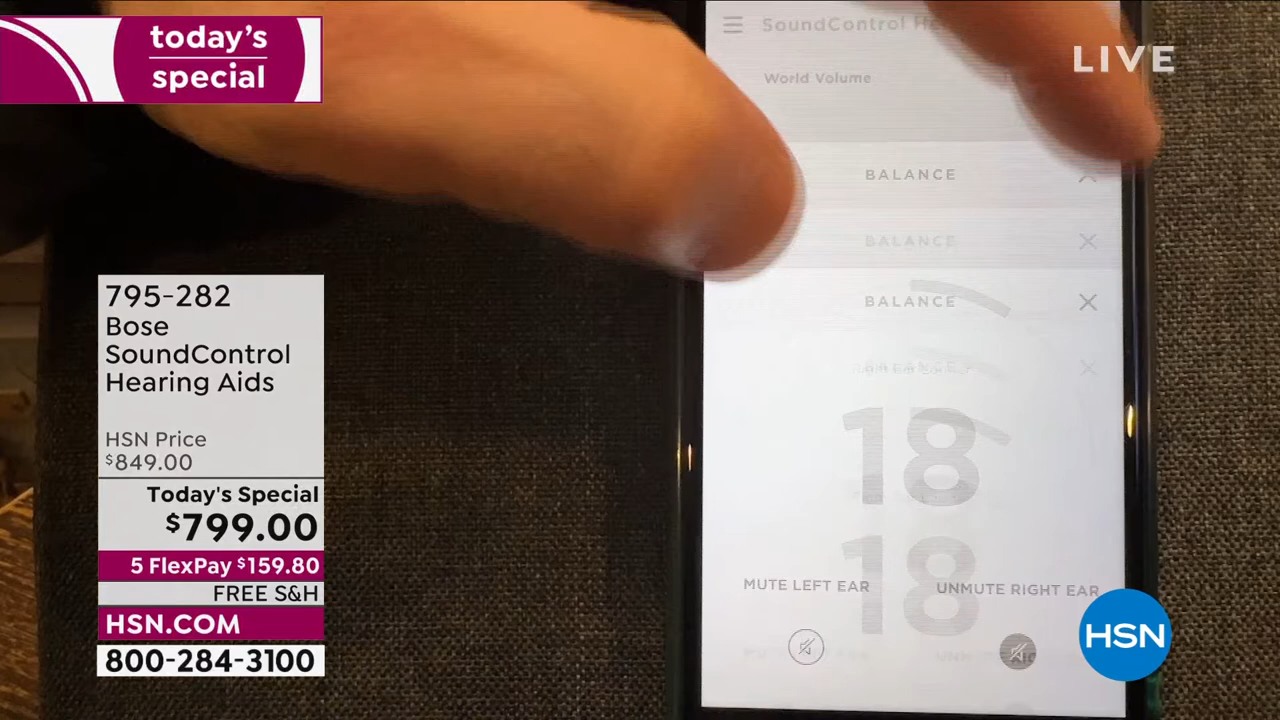 today's
special
LIVE
SoundControl He
World Volume
BALANCE
BALANCE
BALANCE
18
18
MUTE LEFT EAR
UNMUTE RIGHT EAR
795-282
Bose
SoundControl
Hearing Aids
HSN Price
$849.00
Today's Special
$799.00
5 FlexPay $159.80
FREE S&H
HSN.COM
800-284-3100
HSN